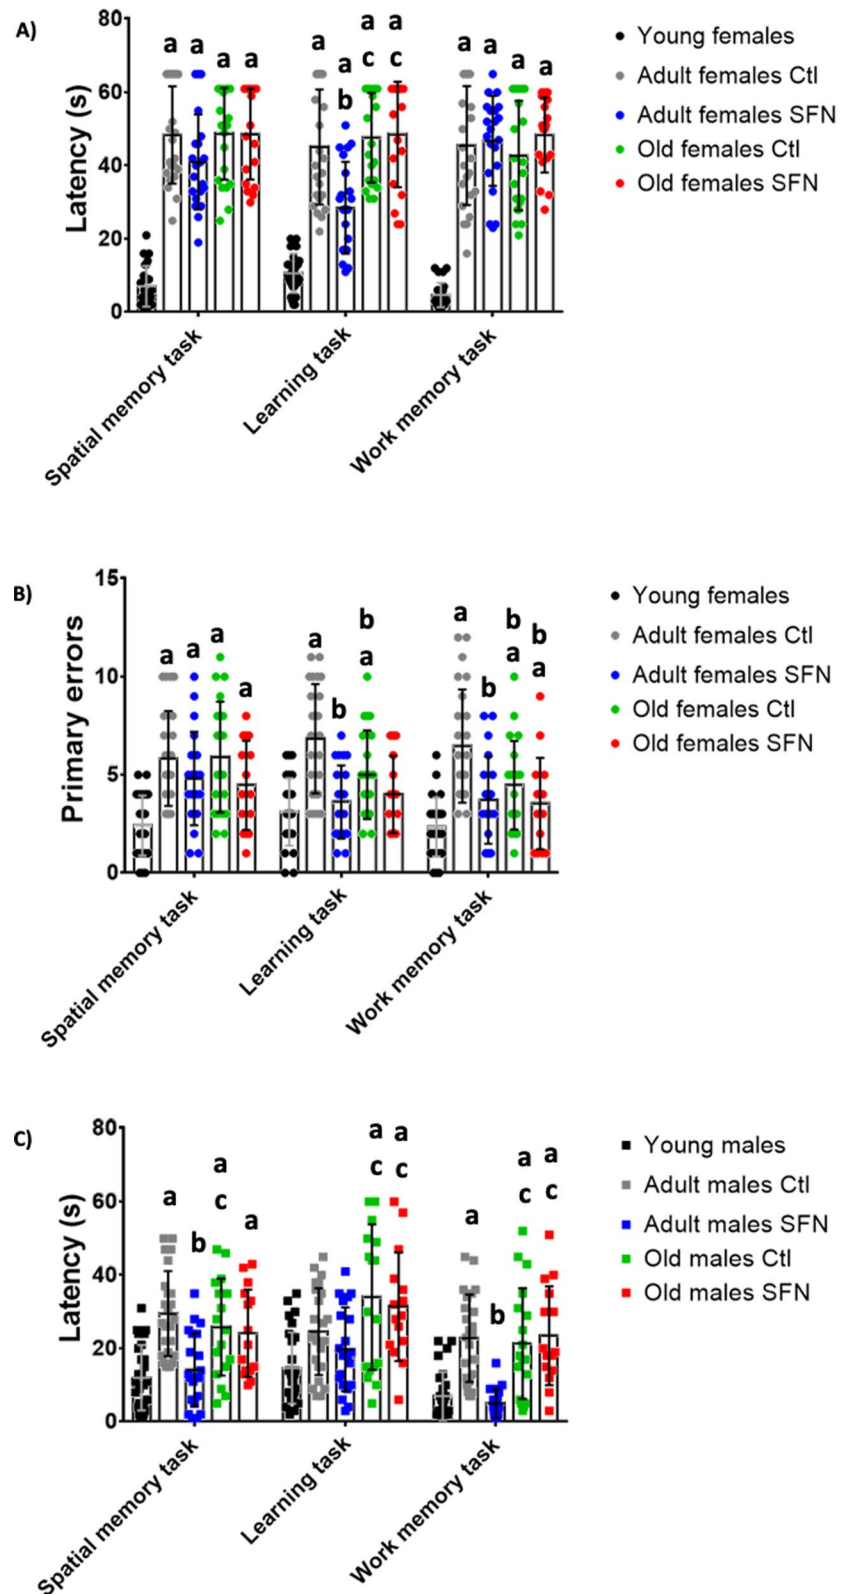 A)
Latency (s)
80
60
40
20
0
a a a a
a
a
b
a
c
a
c
a a a a
Spatial memory task
Learning task
Work memory task
Young females
Adult females Ctl
Adult females SFN
Old females Ctl
Old females SFN
B)
Primary errors
15
10
5
0
a a a a
a
b
b
a
a
b
b
a
b
a
Spatial memory task
Learning task
Work memory task
Young females
Adult females Ctl
Adult females SFN
Old females Ctl
Old females SFN
C)
Latency (s)
80
60
40
20
0
a
b
a
c
a
a
c
a
c
a
b
a
c
a
c
Spatial memory task
Learning task
Work memory task
Young males
Adult males Ctl
Adult males SFN
Old males Ctl
Old males SFN